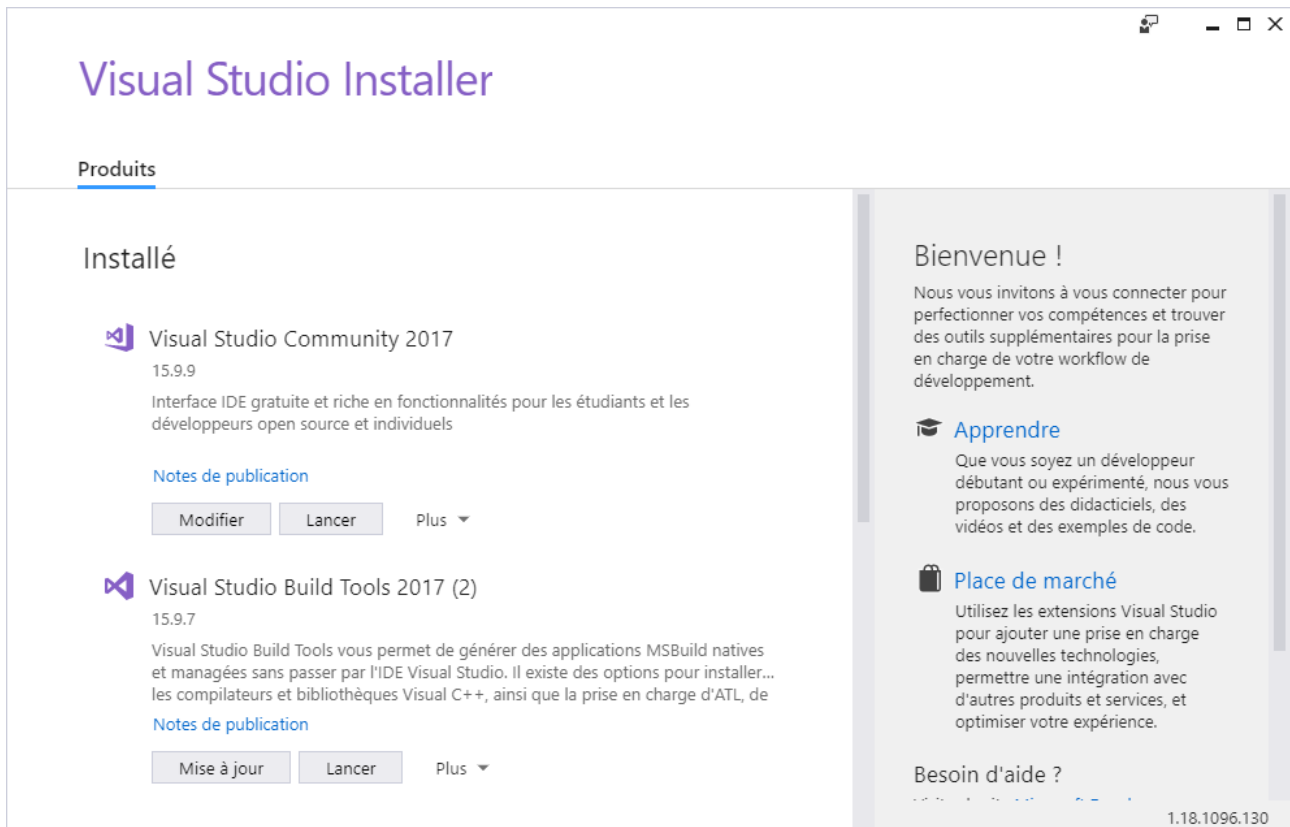 Visual Studio Installer
Produits
Installé
Visual Studio Community 2017
15.9.9
Interface IDE gratuite et riche en fonctionnalités pour les étudiants et les
développeurs open source et individuels
Notes de publication
Modifier
Lancer
Plus
Visual Studio Build Tools 2017 (2)
15.9.7
Visual Studio Build Tools vous permet de générer des applications MSBuild natives
et managées sans passer par l'IDE Visual Studio. Il existe des options pour installer...
les compilateurs et bibliothèques Visual C++, ainsi que la prise en charge d'ATL, de
Notes de publication
Mise à jour
Lancer
Plus
Bienvenue !
Nous vous invitons à vous connecter pour
perfectionner vos compétences et trouver
des outils supplémentaires pour la prise
en charge de votre workflow de
développement.
Apprendre
Que vous soyez un développeur
débutant ou expérimenté, nous vous
proposons des didacticiels, des
vidéos et des exemples de code.
Place de marché
Utilisez les extensions Visual Studio
pour ajouter une prise en charge
des nouvelles technologies,
permettre une intégration avec
d'autres produits et services, et
optimiser votre expérience.
Besoin d'aide ?
1.18.1096.130